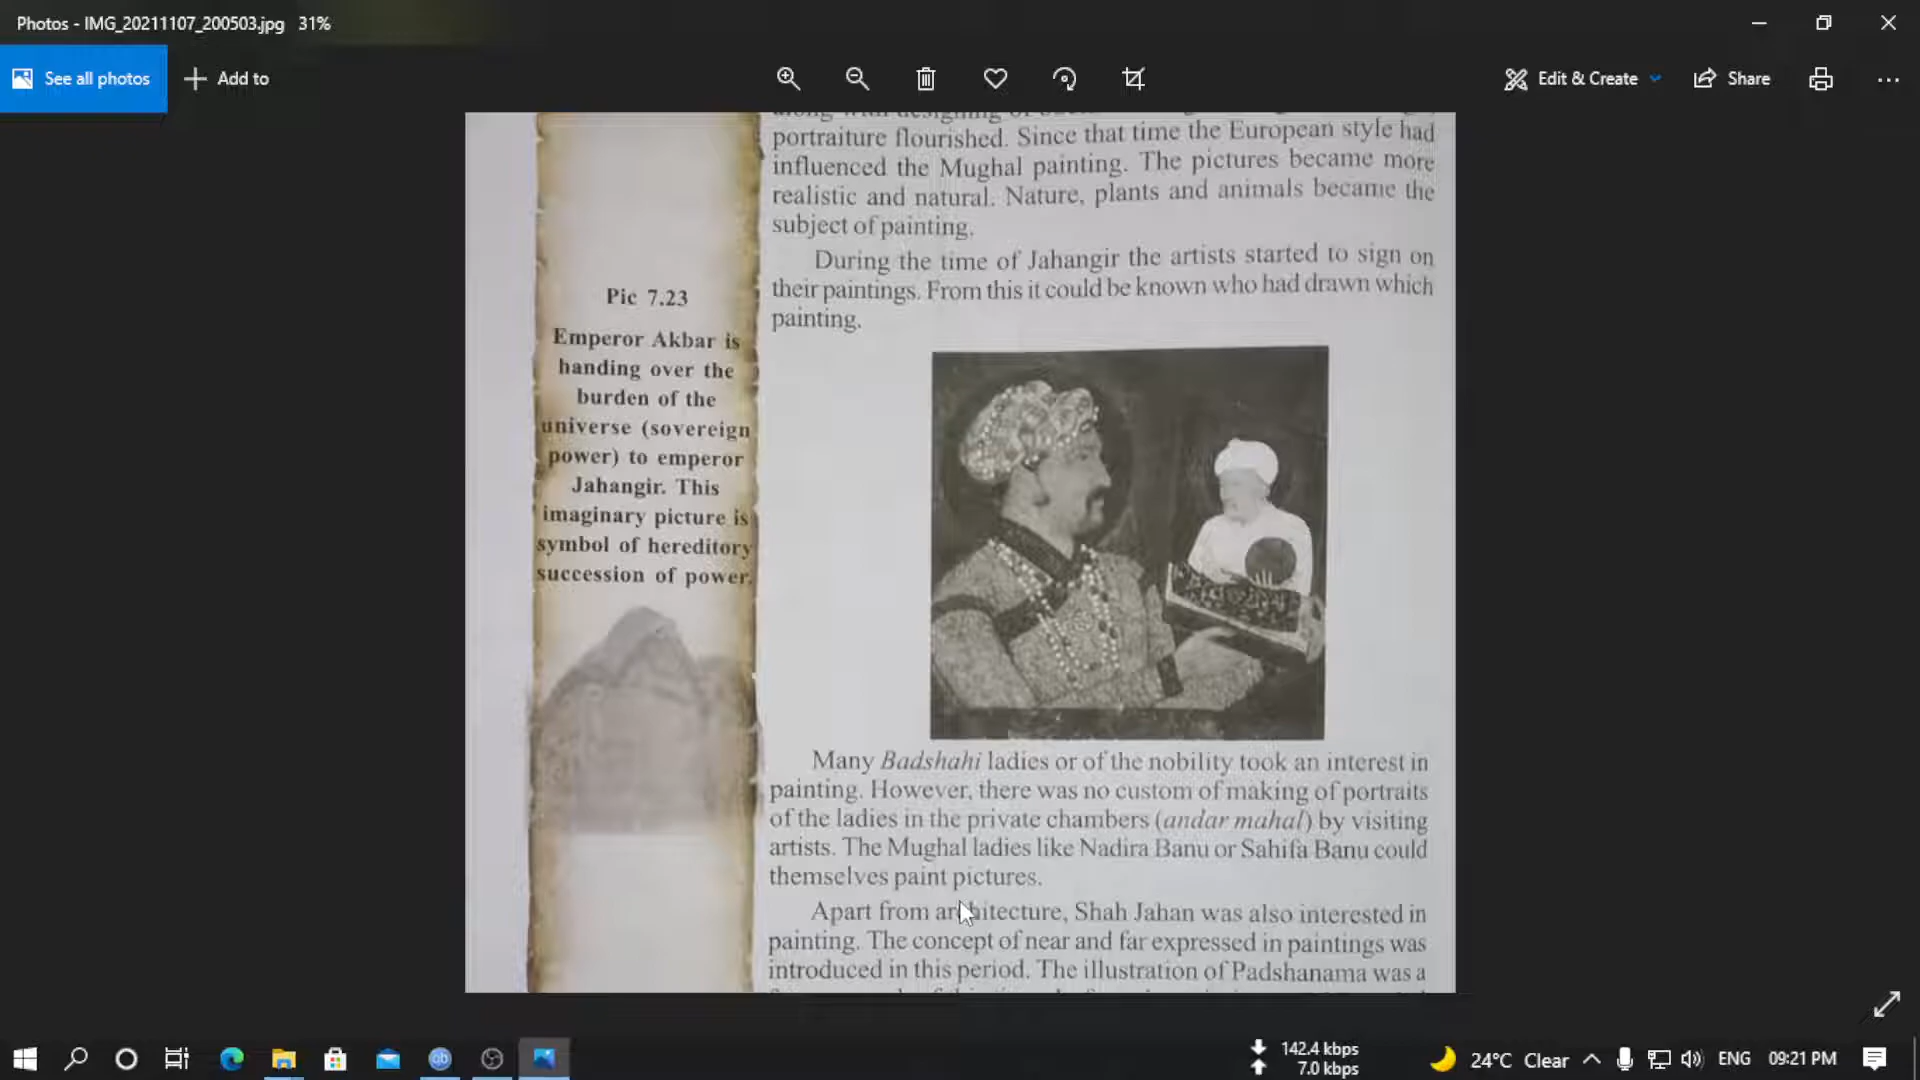 Photos - IMG_20211107_200503.jpg 31%
See all photos
Add to
Edit & Create
Share
portraiture flourished. Since that time the European style had
influenced the Mughal painting. The pictures became more
realistic and natural. Nature, plants and animals became the
subject of painting.
During the time of Jahangir the artists started to sign on
their paintings. From this it could be known who had drawn which
painting.
Pic 7.23
Emperor Akbar is
handing over the
burden of the
universe (sovereign
power) to emperor
Jahangir. This
imaginary picture is
symbol of hereditory
succession of power.
Many Badshahi ladies or of the nobility took an interest in
painting. However, there was no custom of making of portraits
of the ladies in the private chambers (andar mahal) by visiting
artists. The Mughal ladies like Nadira Banu or Sahifa Banu could
themselves paint pictures.
Apart from architecture, Shah Jahan was also interested in
painting. The concept of near and far expressed in paintings was
introduced in this period. The illustration of Padshanama was a
142.4 kbps
7.0 kbps
24°C Clear
ENG
09:21 PM